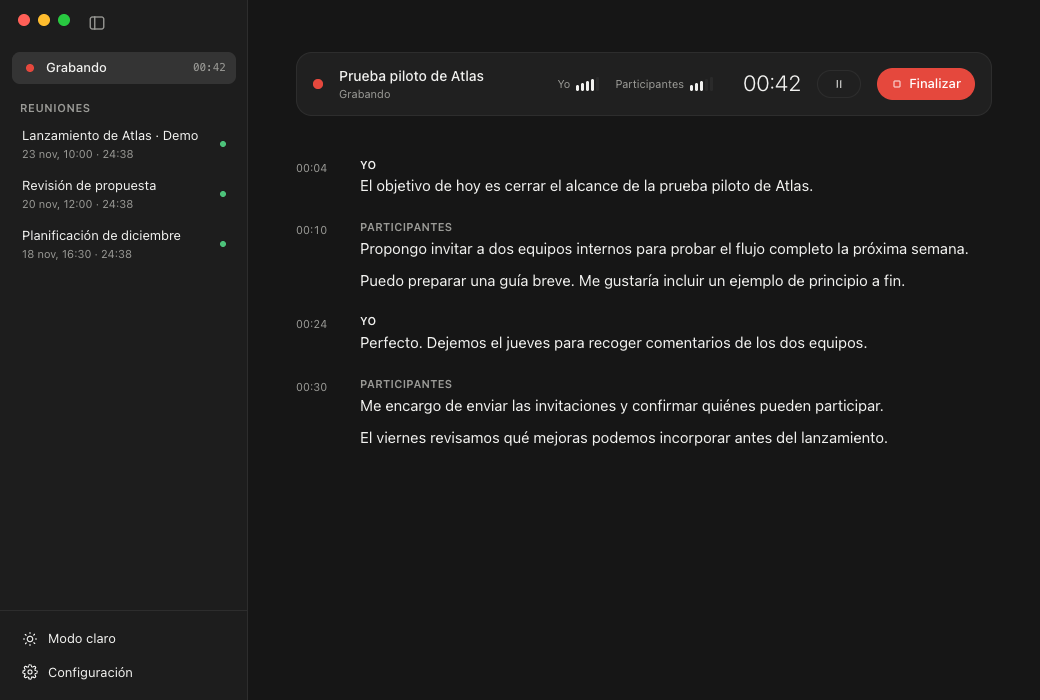 Grabando 00:42
REUNIONES
Lanzamiento de Atlas · Demo
23 nov, 10:00 · 24:38
Revisión de propuesta
20 nov, 12:00 · 24:38
Planificación de diciembre
18 nov, 16:30 · 24:38
Modo claro
Configuración
Prueba piloto de Atlas
Grabando
Yo
Participantes
00:42
Finalizar
00:04
YO
El objetivo de hoy es cerrar el alcance de la prueba piloto de Atlas.
00:10
PARTICIPANTES
Propongo invitar a dos equipos internos para probar el flujo completo la próxima semana.
Puedo preparar una guía breve. Me gustaría incluir un ejemplo de principio a fin.
00:24
YO
Perfecto. Dejemos el jueves para recoger comentarios de los dos equipos.
00:30
PARTICIPANTES
Me encargo de enviar las invitaciones y confirmar quiénes pueden participar.
El viernes revisamos qué mejoras podemos incorporar antes del lanzamiento.